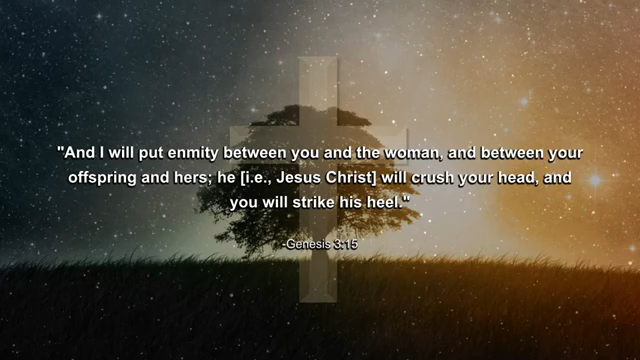 "And I will put enmity between you and the woman, and between your
offspring and hers; he [i.e., Jesus Christ] will crush your head, and
you will strike his heel."
-Genesis 3:15